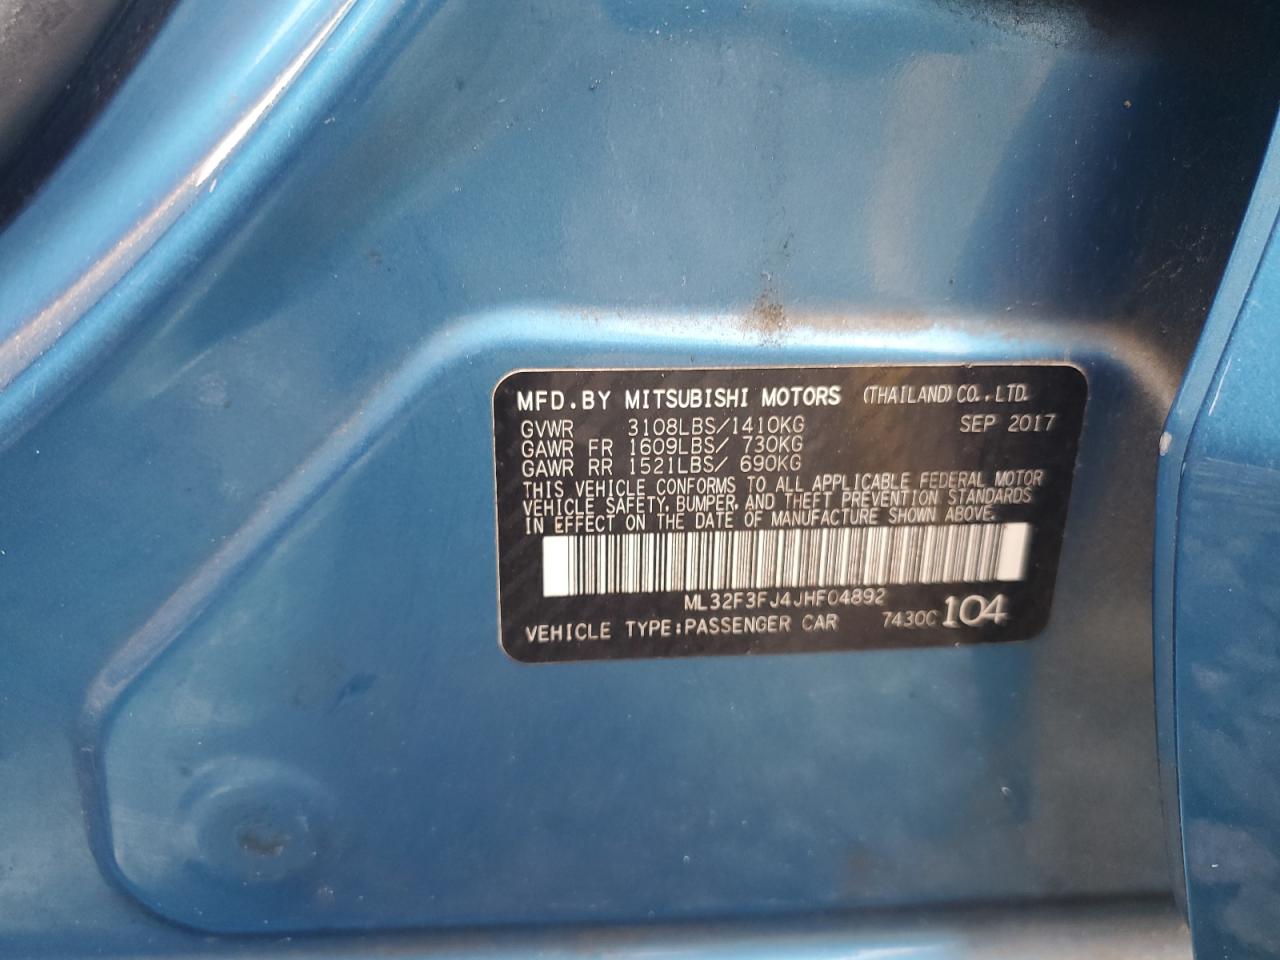 MFD.BY MITSUBISHI MOTORS (THAILAND) CO.,LTD.
GVWR 3108LBS/1410KG SEP 2017
GAWR FR 1609LBS/ 730KG
GAWR RR 1521LBS/ 690KG
THIS VEHICLE CONFORMS TO ALL APPLICABLE FEDERAL MOTOR
VEHICLE SAFETY, BUMPER, AND THEFT PREVENTION STANDARDS
IN EFFECT ON THE DATE OF MANUFACTURE SHOWN ABOVE.
ML32F3FJ4JHF04892
VEHICLE TYPE:PASSENGER CAR 7430C 104